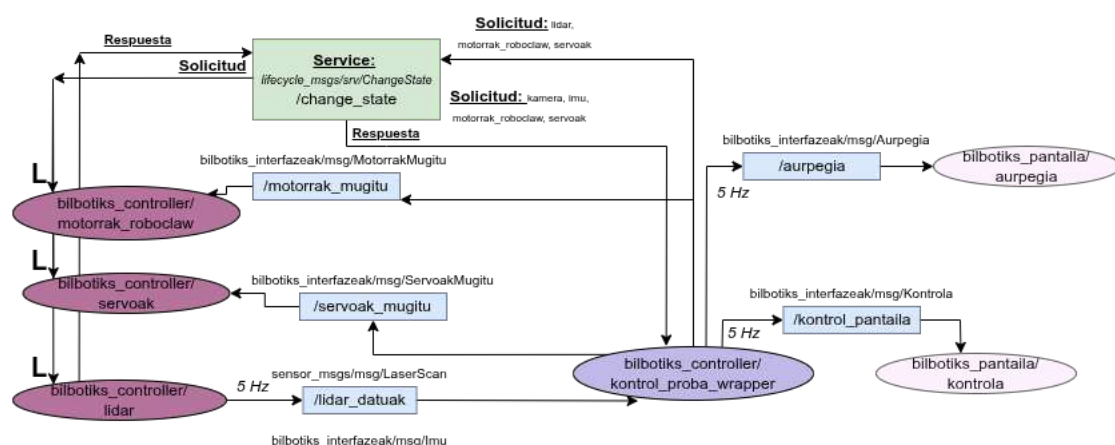 Solicitud: lidar,
motorrak_roboclaw, servoak
Respuesta
Solicitud
Service:
lifecycle_msgs/srv/ChangeState
/change_state
Solicitud: kamera, imu,
motorrak_roboclaw, servoak
Respuesta
L
bilbotiks_interfazeak/msg/MotorrakMugitu
/motorrak_mugitu
bilbotiks_controller/
motorrak_roboclaw
bilbotiks_interfazeak/msg/Aurpegia
/aurpegia
5 Hz
bilbotiks_pantalla/
aurpegia
L
bilbotiks_controller/
servoak
bilbotiks_interfazeak/msg/ServoakMugitu
/servoak_mugitu
bilbotiks_interfazeak/msg/Kontrola
/kontrol_pantaila
5 Hz
bilbotiks_pantaila/
kontrola
L
bilbotiks_controller/
lidar
5 Hz
sensor_msgs/msg/LaserScan
/lidar_datuak
bilbotiks_controller/
kontrol_proba_wrapper
bilbotiks_interfazeak/msg/Imu